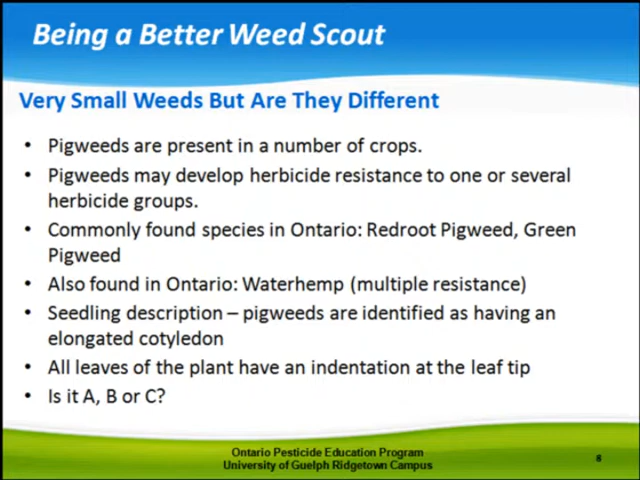 Being a Better Weed Scout
Very Small Weeds But Are They Different
• Pigweeds are present in a number of crops.
• Pigweeds may develop herbicide resistance to one or several
herbicide groups.
• Commonly found species in Ontario: Redroot Pigweed, Green
Pigweed
• Also found in Ontario: Waterhemp (multiple resistance)
• Seedling description – pigweeds are identified as having an
elongated cotyledon
• All leaves of the plant have an indentation at the leaf tip
• Is it A, B or C?
Ontario Pesticide Education Program
University of Guelph Ridgetown Campus
8